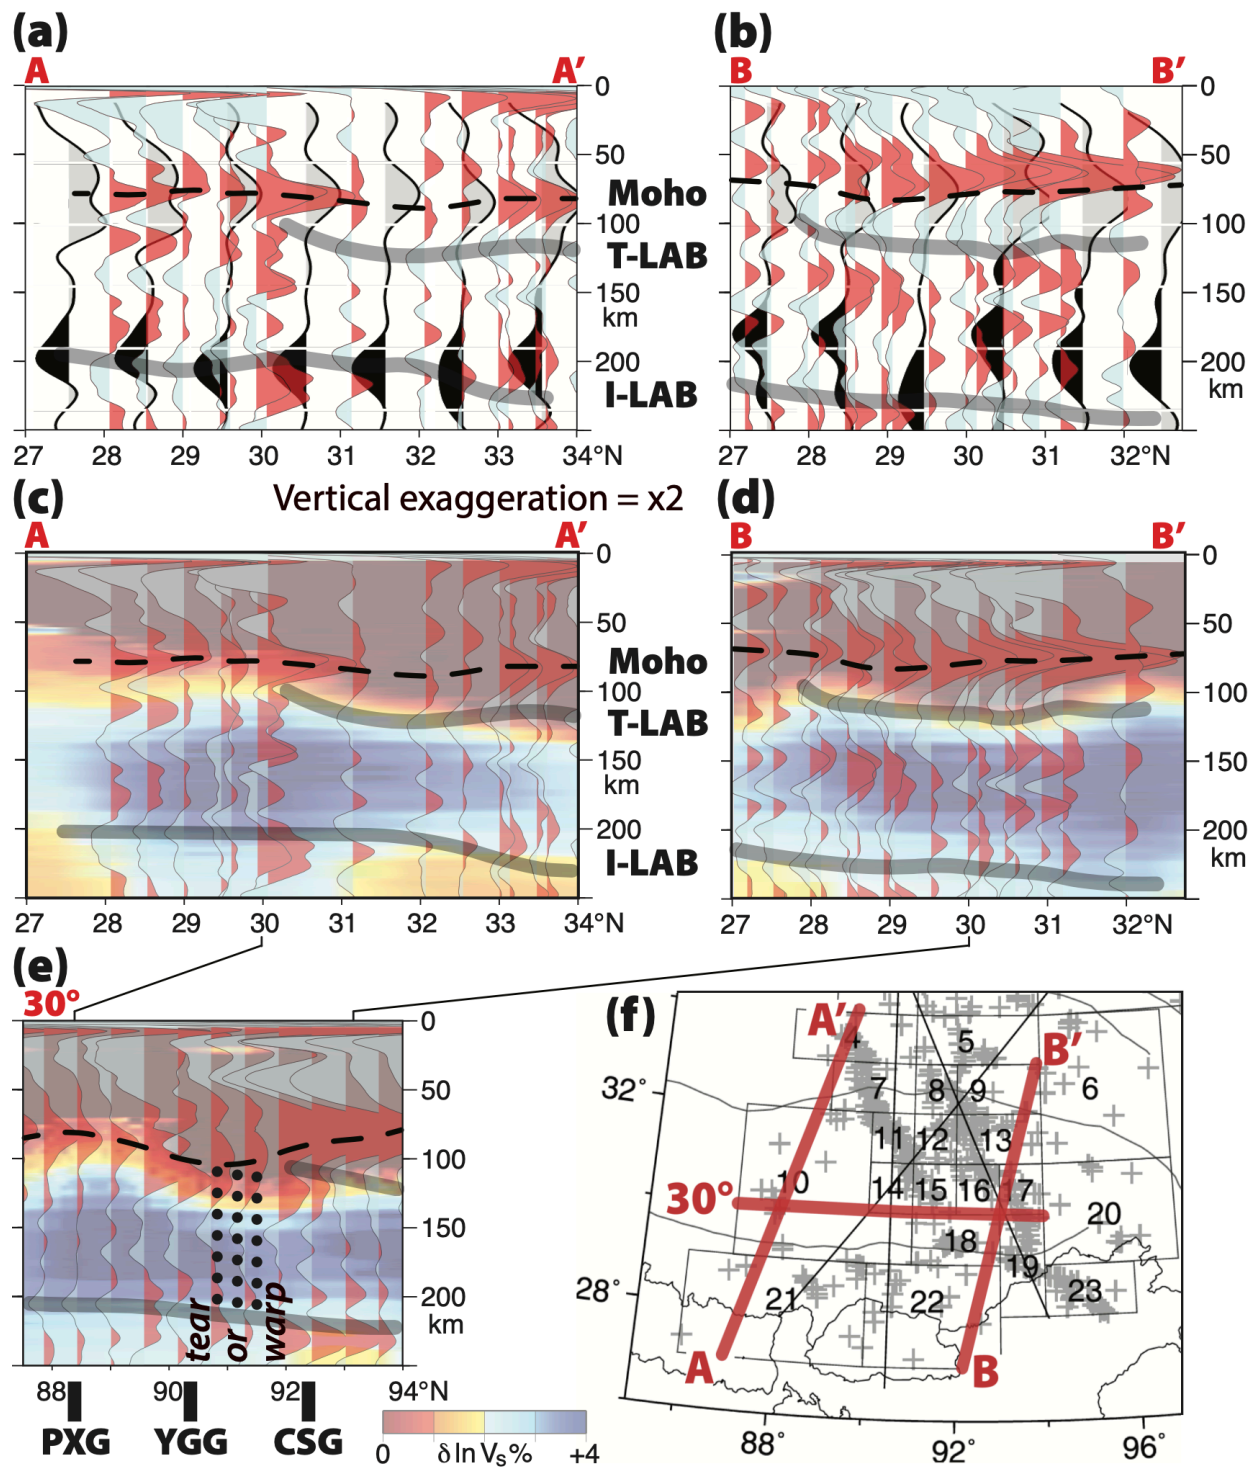 (a)
(b)
A
A′
B
B′
0
0
50
50
Moho
100
100
T-LAB
150
150
km
200
200
km
I-LAB
27
28
29
30
31
32
33
34°N
27
28
29
30
31
32°N
(c)
Vertical exaggeration = x2
(d)
A
A′
B
B′
0
0
50
50
Moho
100
100
T-LAB
150
150
km
200
200
km
I-LAB
27
28
29
30
31
32
33
34°N
27
28
29
30
31
32°N
(e)
30°
0
50
100
150
200
km
tear
or
warp
88
90
92
94°N
PXG
YGG
CSG
0
δ ln Vs %
+4
(f)
A′
4
5
B′
32°
7
8
9
6
11
12
13
10
14
15
16
17
30°
20
18
19
28°
21
22
23
A
B
88°
92°
96°